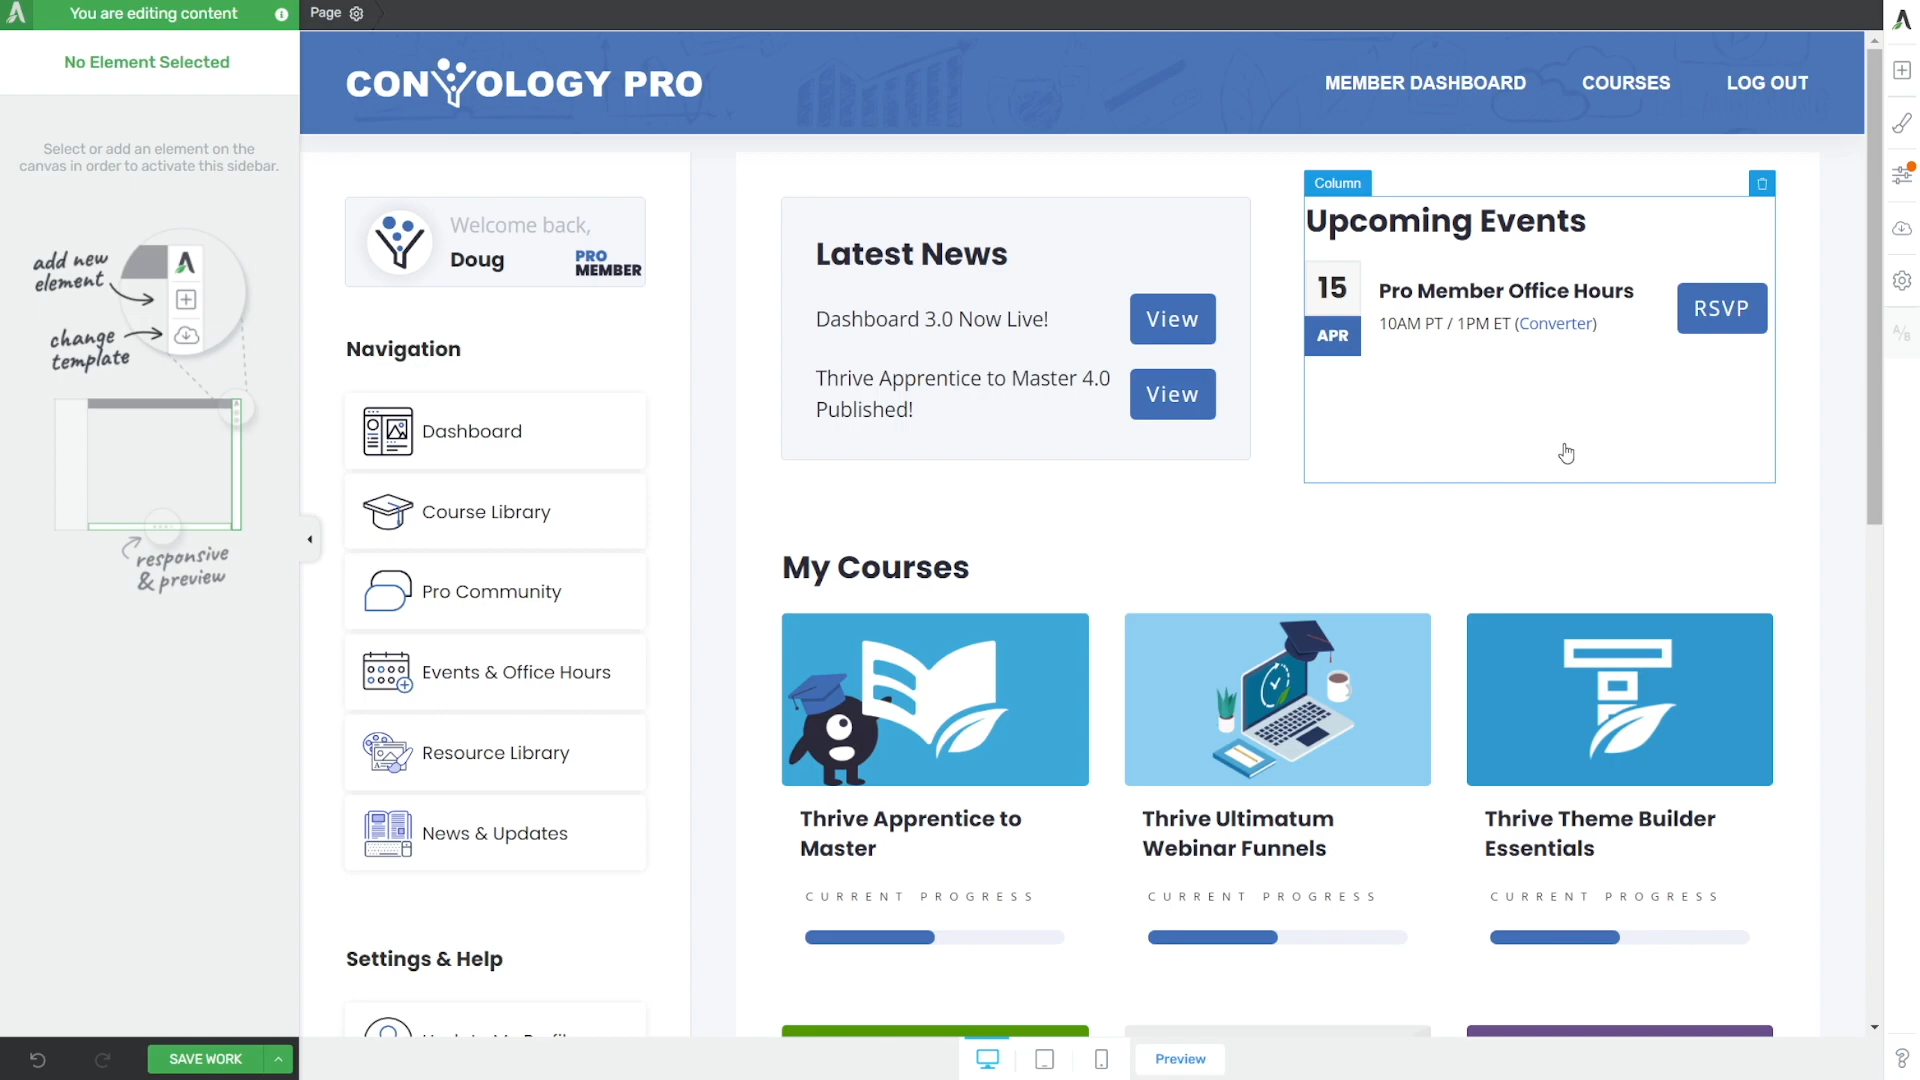 You are editing content
Page
No Element Selected
Select or add an element on the
canvas in order to activate this sidebar.
add new
element
change
template
responsive
& preview
SAVE WORK
CONVOLOGY PRO
MEMBER DASHBOARD
COURSES
LOG OUT
Welcome back,
Doug
PRO
MEMBER
Navigation
Dashboard
Course Library
Pro Community
Events & Office Hours
Resource Library
News & Updates
Settings & Help
Latest News
Dashboard 3.0 Now Live!
View
Thrive Apprentice to Master 4.0
Published!
View
Column
Upcoming Events
15
APR
Pro Member Office Hours
10AM PT / 1PM ET (Converter)
RSVP
My Courses
Thrive Apprentice to
Master
CURRENT PROGRESS
Thrive Ultimatum
Webinar Funnels
CURRENT PROGRESS
Thrive Theme Builder
Essentials
CURRENT PROGRESS
Preview
A/B